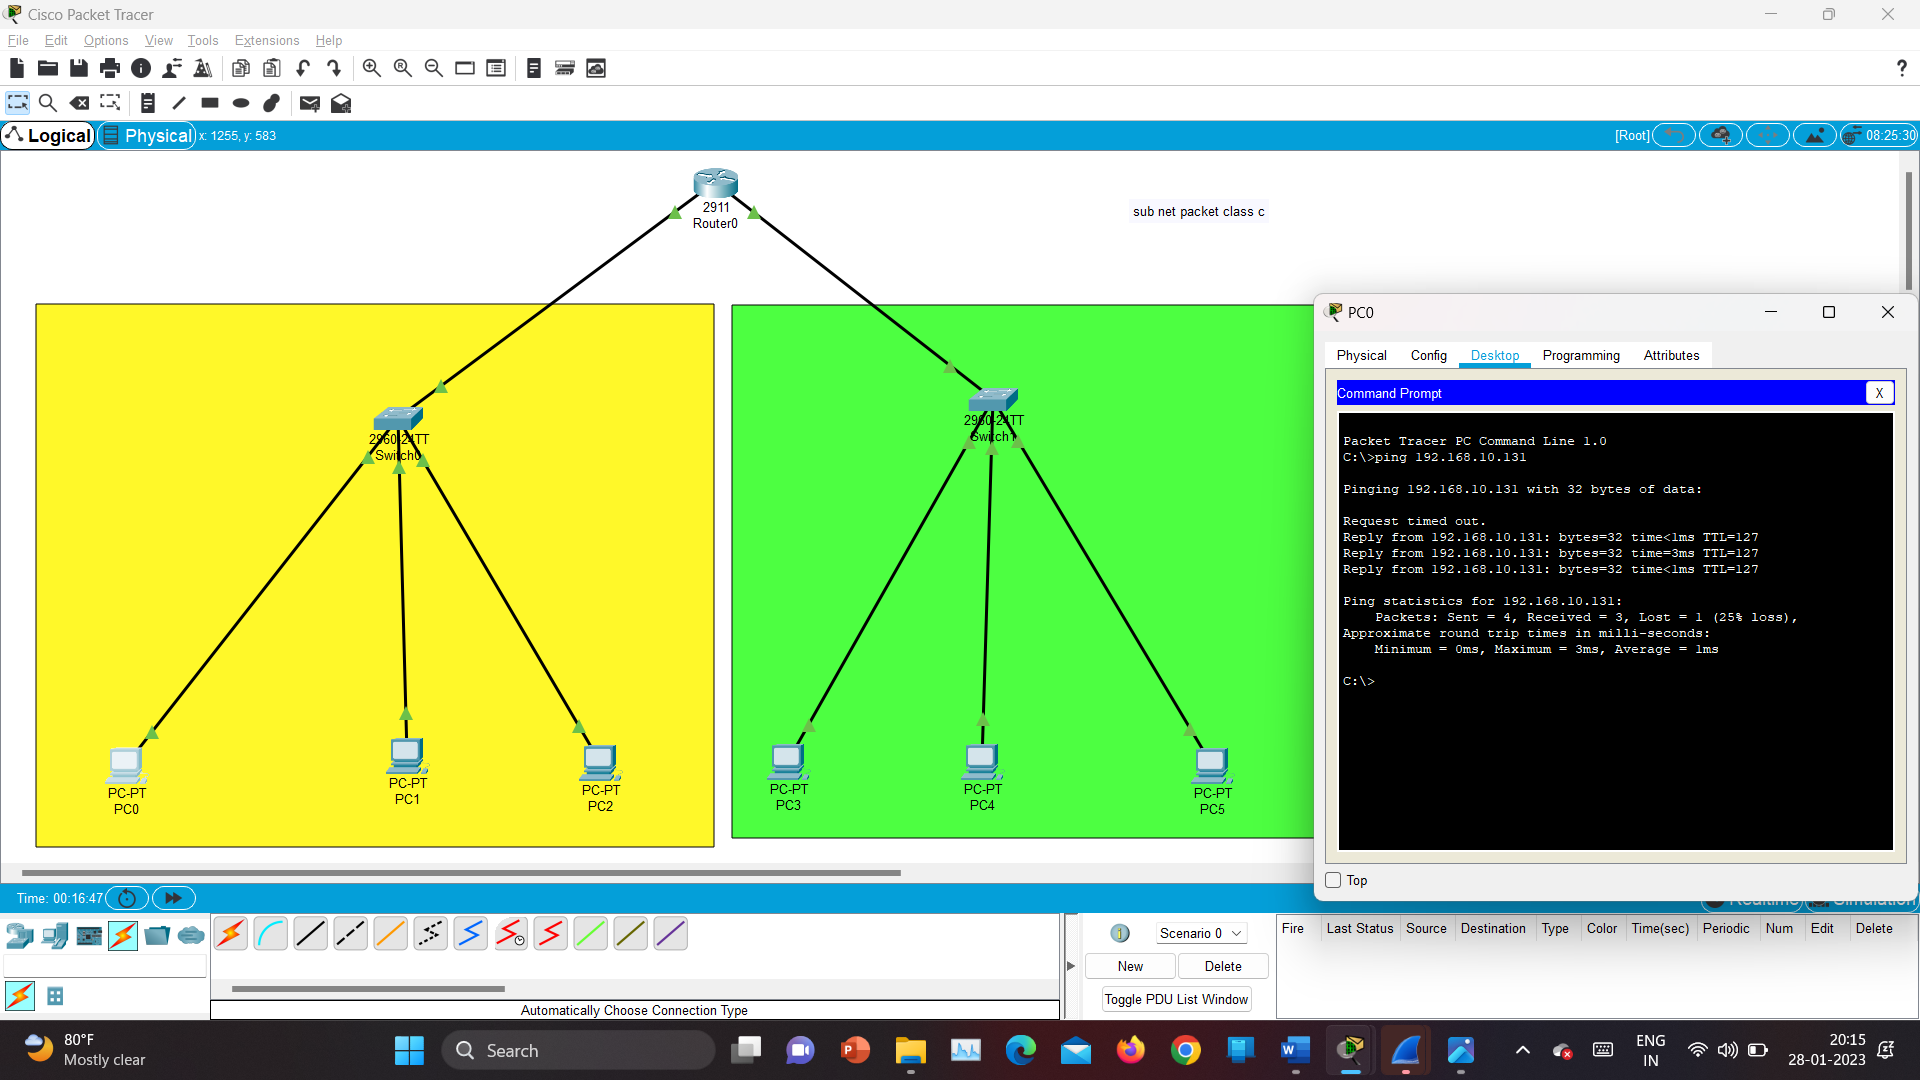 Cisco Packet Tracer
File Edit Options View Tools Extensions Help
?
Logical Physical x: 1255, y: 583
[Root] 08:25:30
2911
Router0
sub net packet class c
2960-24TT
Switch0
2960-24TT
Switch1
PC-PT
PC0
PC-PT
PC1
PC-PT
PC2
PC-PT
PC3
PC-PT
PC4
PC-PT
PC5
PC0
Physical Config Desktop Programming Attributes
Command Prompt X
Packet Tracer PC Command Line 1.0
C:\>ping 192.168.10.131
Pinging 192.168.10.131 with 32 bytes of data:
Request timed out.
Reply from 192.168.10.131: bytes=32 time<1ms TTL=127
Reply from 192.168.10.131: bytes=32 time=3ms TTL=127
Reply from 192.168.10.131: bytes=32 time<1ms TTL=127
Ping statistics for 192.168.10.131:
Packets: Sent = 4, Received = 3, Lost = 1 (25% loss),
Approximate round trip times in milli-seconds:
Minimum = 0ms, Maximum = 3ms, Average = 1ms
C:\>
Top
Time: 00:16:47
Realtime Simulation
Scenario 0
New Delete
Toggle PDU List Window
Fire Last Status Source Destination Type Color Time(sec) Periodic Num Edit Delete
Automatically Choose Connection Type
80°F
Mostly clear
Search
ENG
IN
20:15
28-01-2023